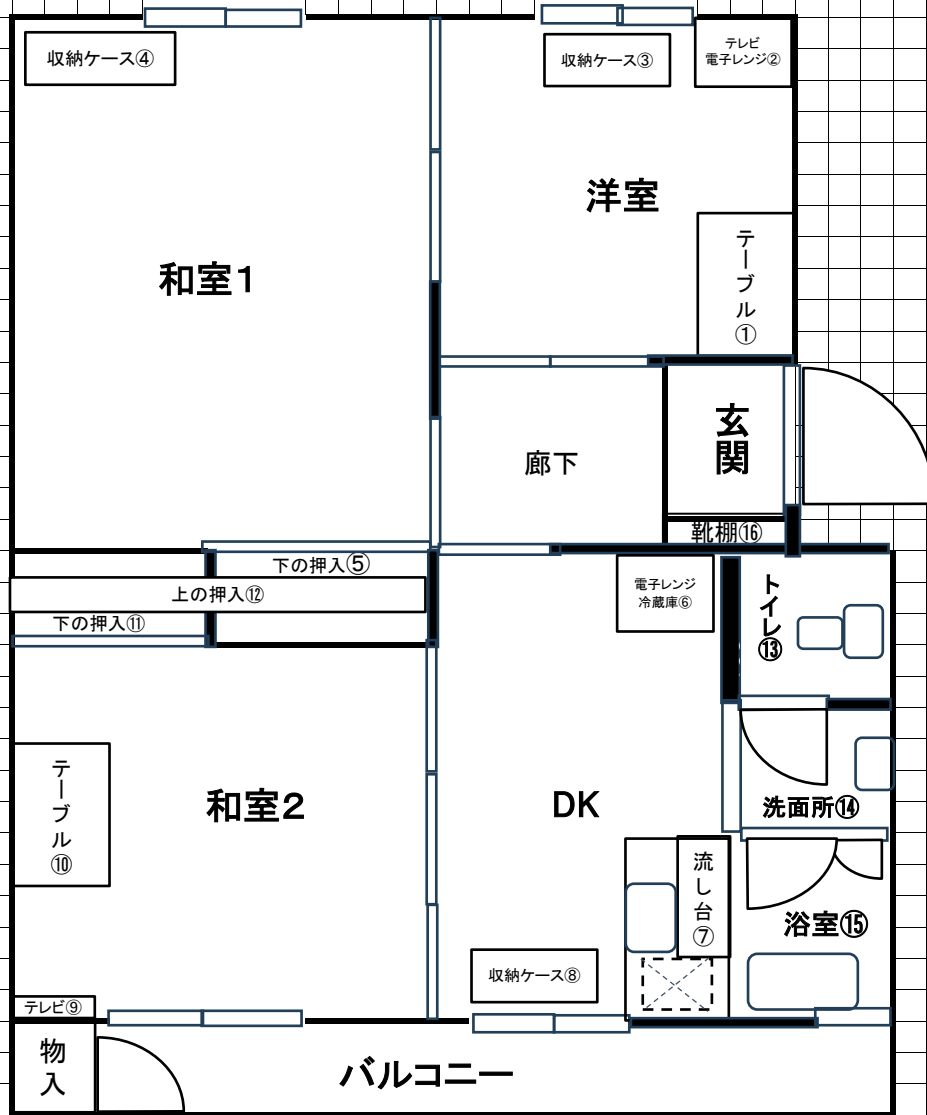 収納ケース④
収納ケース③
テレビ
電子レンジ②
洋室
和室１
テーブル①
玄関
廊下
靴棚⑯
下の押入⑤
上の押入⑫
下の押入⑪
電子レンジ
冷蔵庫⑥
トイレ⑬
テーブル⑩
和室２
DK
洗面所⑭
流し台⑦
浴室⑮
収納ケース⑧
テレビ⑨
物入
バルコニー